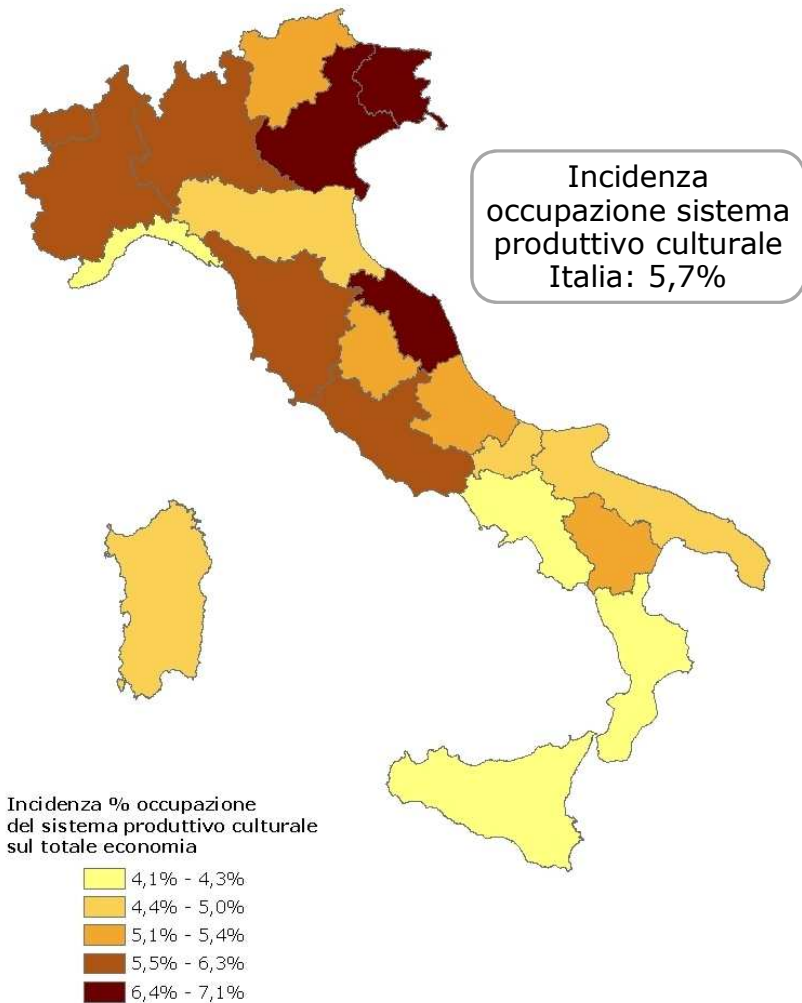 Incidenza
occupazione sistema
produttivo culturale
Italia: 5,7%
Incidenza % occupazione
del sistema produttivo culturale
sul totale economia
4,1% - 4,3%
4,4% - 5,0%
5,1% - 5,4%
5,5% - 6,3%
6,4% - 7,1%